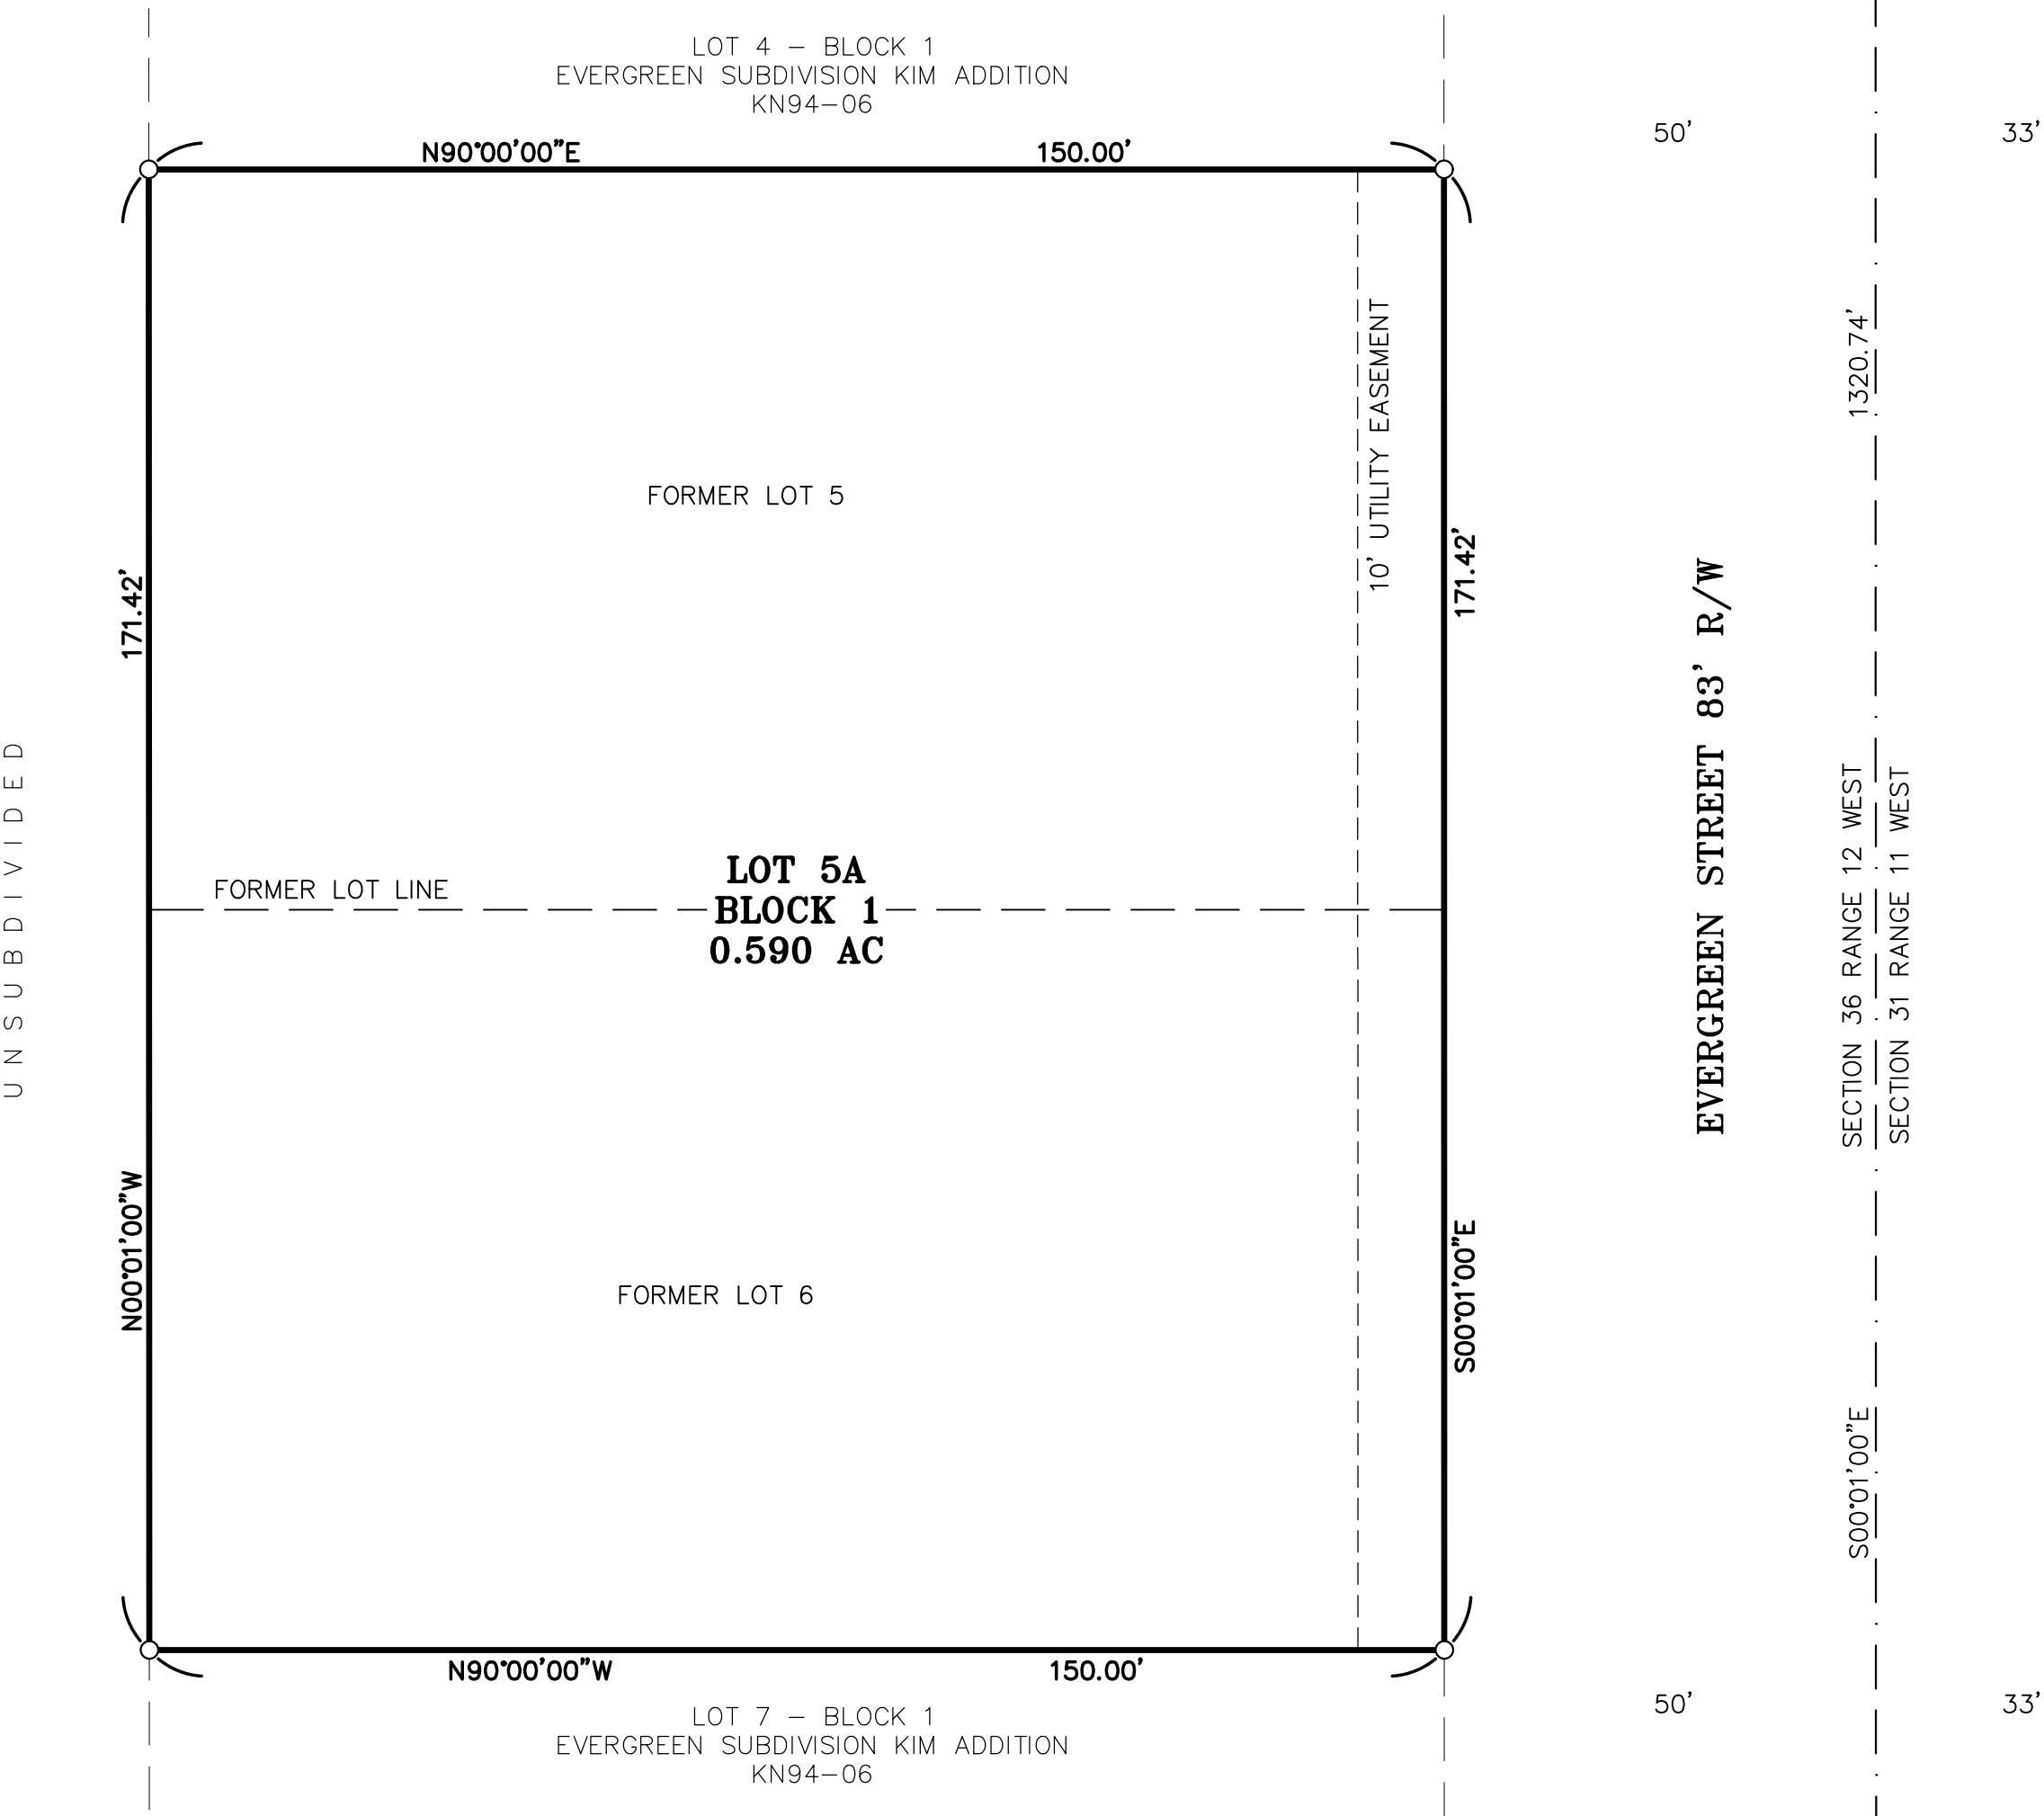 LOT 4 - BLOCK 1
EVERGREEN SUBDIVISION KIM ADDITION
KN94-06
N90°00'00"E
150.00'
50'
33'
1320.74'
10' UTILITY EASEMENT
FORMER LOT 5
171.42'
171.42'
EVERGREEN STREET 83' R/W
UNSUBDIVIDED
SECTION 36 RANGE 12 WEST
SECTION 31 RANGE 11 WEST
FORMER LOT LINE
LOT 5A
BLOCK 1
0.590 AC
N00°01'00"W
FORMER LOT 6
S00°01'00"E
S00°01'00"E
N90°00'00"W
150.00'
50'
33'
LOT 7 - BLOCK 1
EVERGREEN SUBDIVISION KIM ADDITION
KN94-06